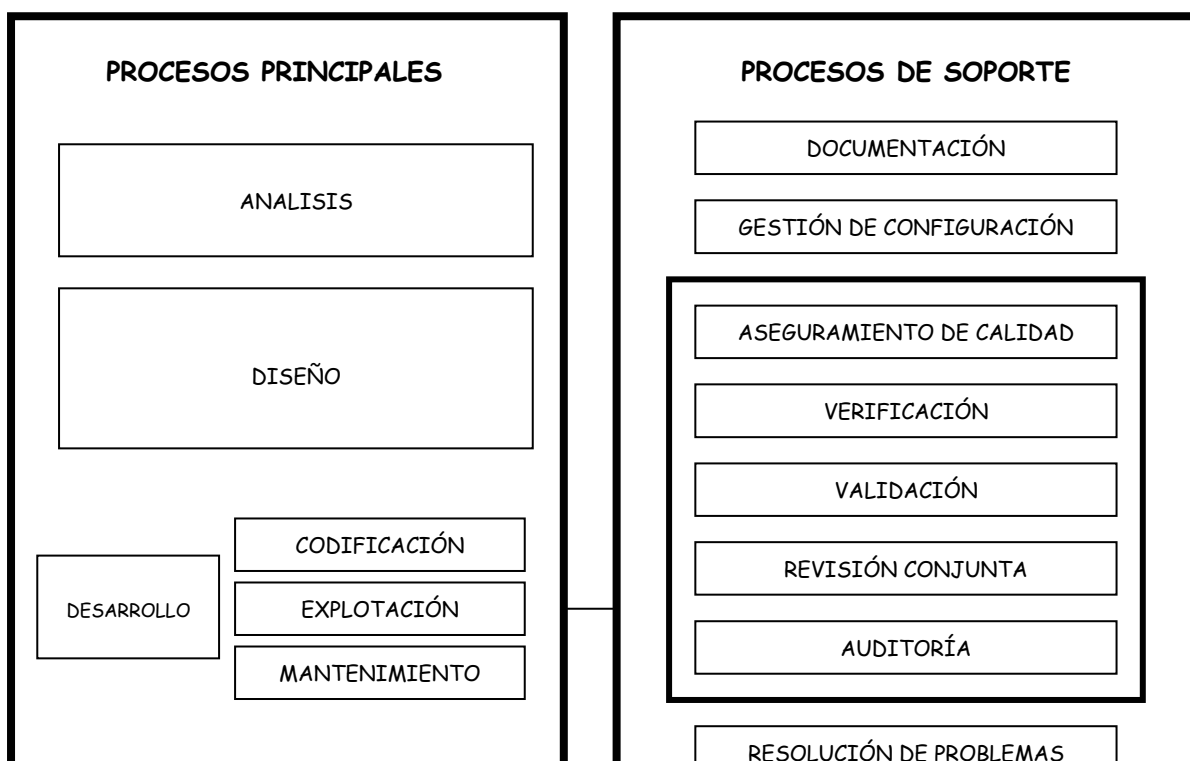 PROCESOS PRINCIPALES
ANALISIS
DISEÑO
DESARROLLO
CODIFICACIÓN
EXPLOTACIÓN
MANTENIMIENTO
PROCESOS DE SOPORTE
DOCUMENTACIÓN
GESTIÓN DE CONFIGURACIÓN
ASEGURAMIENTO DE CALIDAD
VERIFICACIÓN
VALIDACIÓN
REVISIÓN CONJUNTA
AUDITORÍA
RESOLUCIÓN DE PROBLEMAS